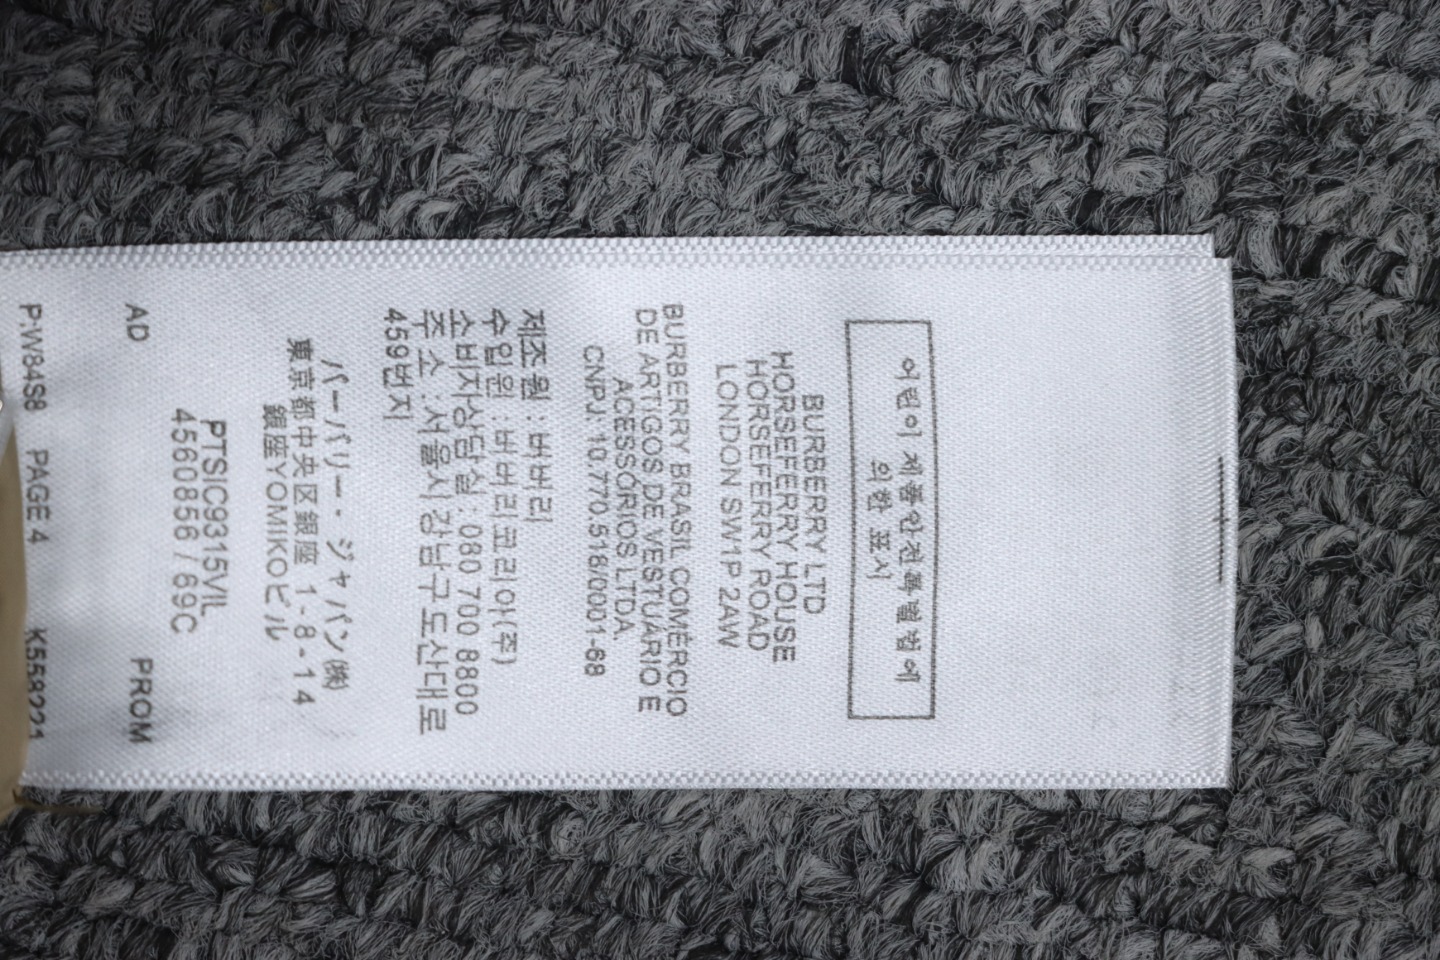 어린이 제품안전특별법에
의한 표시
BURBERRY LTD
HORSEFERRY HOUSE
HORSEFERRY ROAD
LONDON SW1P 2AW
BURBERRY BRASIL COMÉRCIO
DE ARTIGOS DE VESTUÁRIO E
ACESSÓRIOS LTDA.
CNPJ: 10.770.518/0001-68
제조원 : 버버리
수입원 : 버버리코리아(주)
소비자상담실 : 080 700 8800
주소 : 서울시 강남구 도산대로
459번지
バーバリー・ジャパン㈱
東京都中央区銀座 1-8-14
銀座YOMIKOビル
PTSIC9315VIL
4560856 / 69C
AD PROM
P:W84S8 PAGE 4 K558221